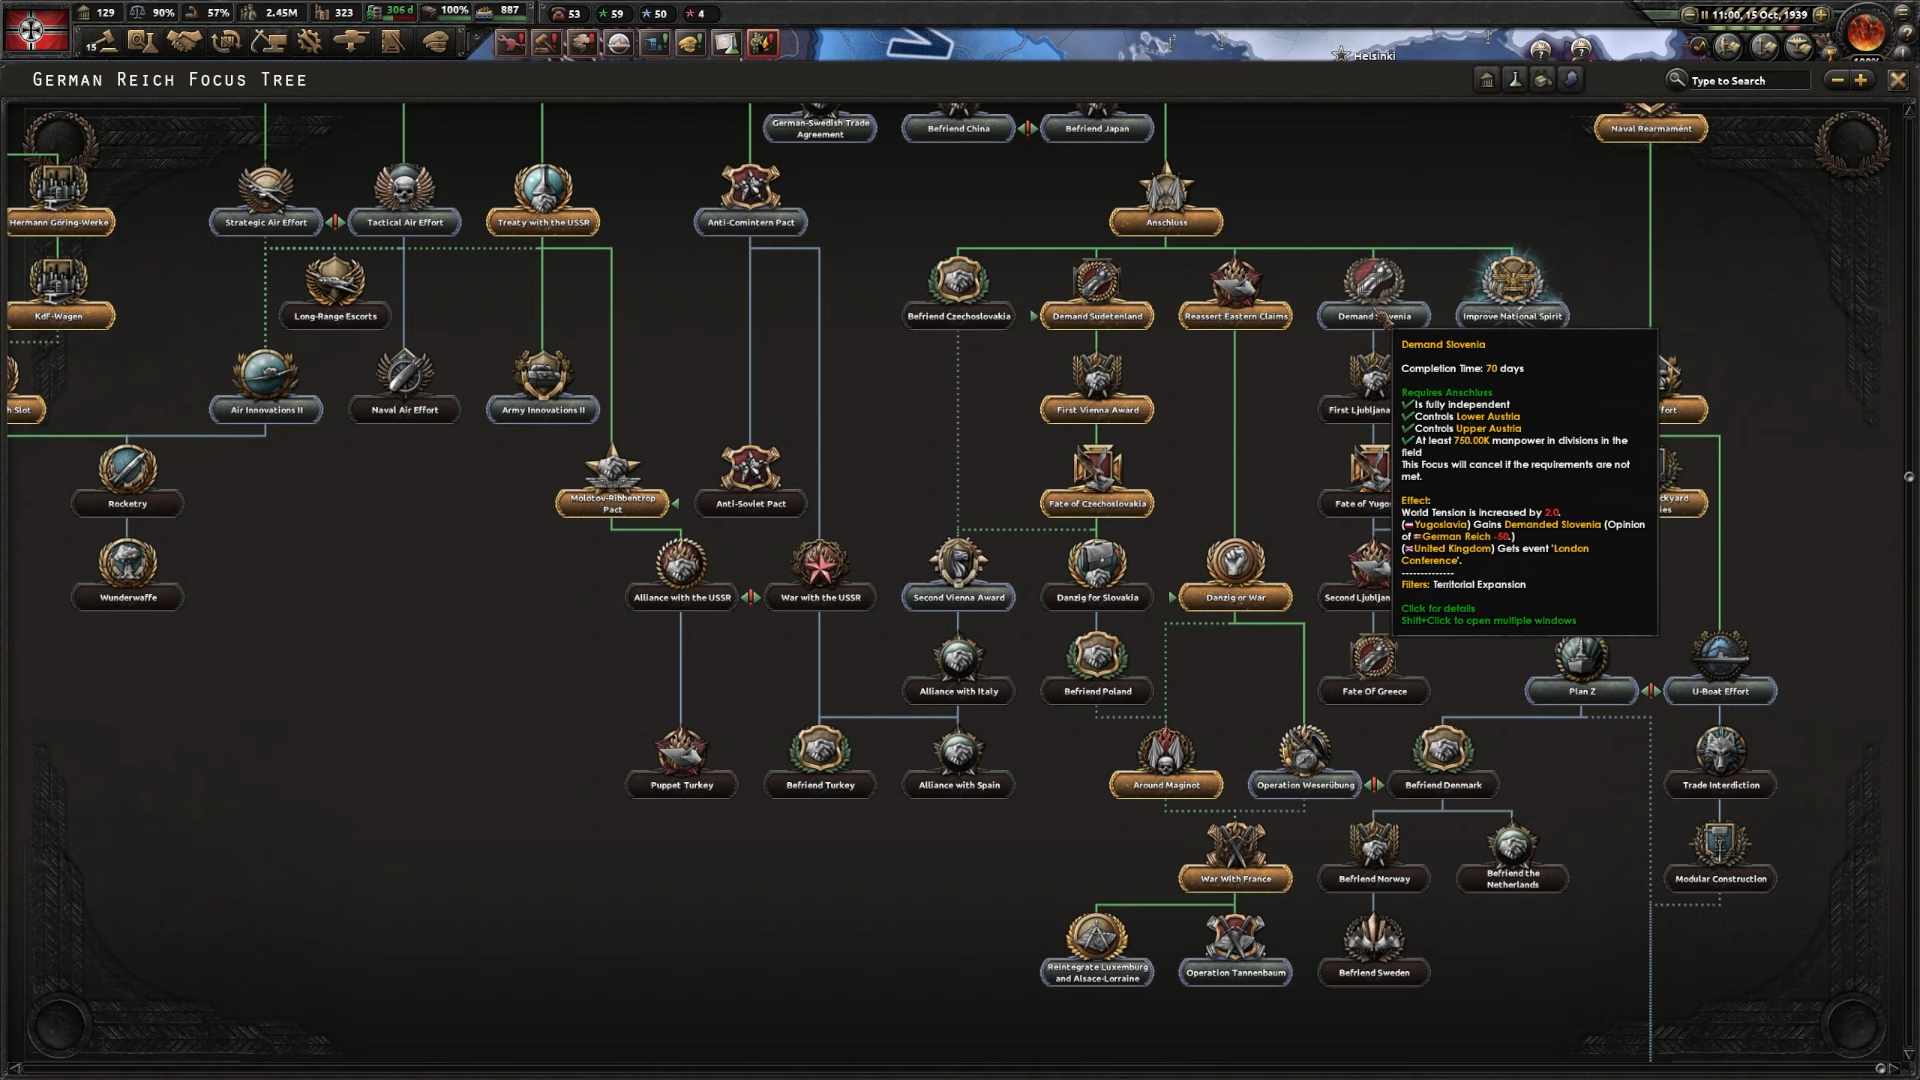 129
90%
57%
2.45M
323
306 d
100%
887
53
59
50
4
11:00, 15 Oct, 1939
15
Helsinki
100%
German Reich Focus Tree
Type to Search
German-Swedish Trade
Agreement
Befriend China
Befriend Japan
Naval Rearmament
Hermann Göring-Werke
Strategic Air Effort
Tactical Air Effort
Treaty with the USSR
Anti-Comintern Pact
Anschluss
KdF-Wagen
Long-Range Escorts
Befriend Czechoslovakia
Demand Sudetenland
Reassert Eastern Claims
Demand Slovenia
Improve National Spirit
h Slot
Air Innovations II
Naval Air Effort
Army Innovations II
First Vienna Award
First Ljubljana
fort
Rocketry
Molotov-Ribbentrop
Pact
Anti-Soviet Pact
Fate of Czechoslovakia
Fate of Yugo
ckyard
ies
Wunderwaffe
Alliance with the USSR
War with the USSR
Second Vienna Award
Danzig for Slovakia
Danzig or War
Second Ljubljan
Alliance with Italy
Befriend Poland
Fate Of Greece
Plan Z
U-Boat Effort
Puppet Turkey
Befriend Turkey
Alliance with Spain
Around Maginot
Operation Weserübung
Befriend Denmark
Trade Interdiction
War With France
Befriend Norway
Befriend the
Netherlands
Modular Construction
Reintegrate Luxemburg
and Alsace-Lorraine
Operation Tannenbaum
Befriend Sweden
Demand Slovenia
Completion Time: 70 days
Requires Anschluss
Is fully independent
Controls Lower Austria
Controls Upper Austria
At least 750.00K manpower in divisions in the
field
This Focus will cancel if the requirements are not
met.
Effect:
World Tension is increased by 2.0.
(Yugoslavia) Gains Demanded Slovenia (Opinion
of German Reich -50.)
(United Kingdom) Gets event 'London
Conference'.
--------------
Filters: Territorial Expansion
Click for details
Shift+Click to open multiple windows